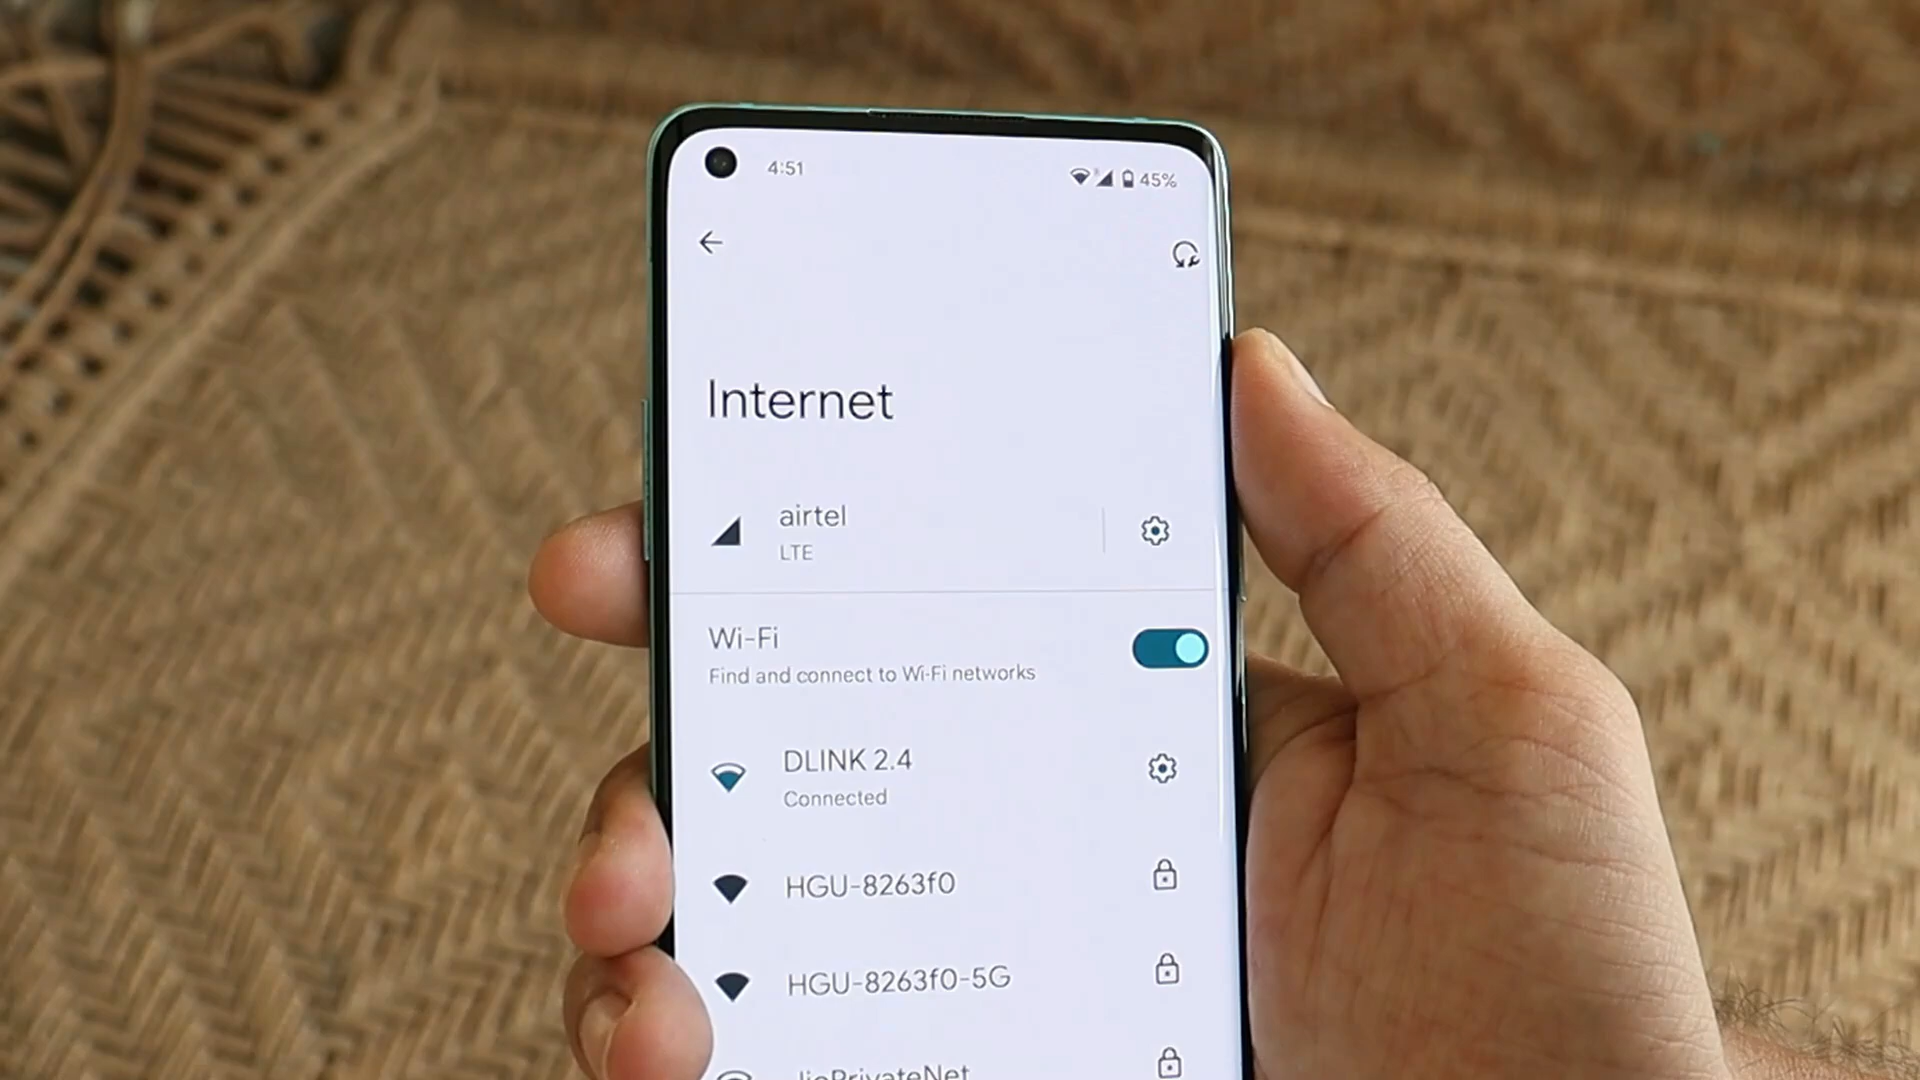 4:51
45%
Internet
airtel
LTE
Wi-Fi
Find and connect to Wi-Fi networks
DLINK 2.4
Connected
HGU-8263f0
HGU-8263f0-5G
JioPrivateNet